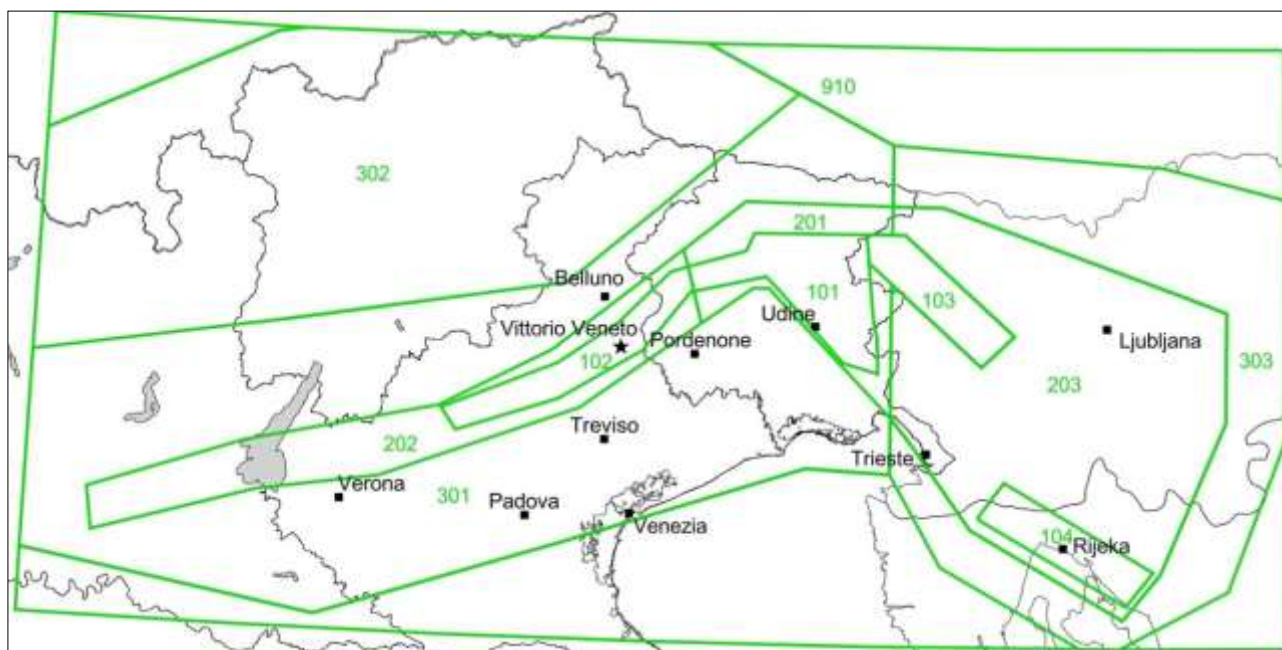 910
302
201
Belluno
101
103
Vittorio Veneto
Udine
Pordenone
Ljubljana
102
203
303
Treviso
202
Trieste
Verona
301
Padova
Venezia
104
Rijeka